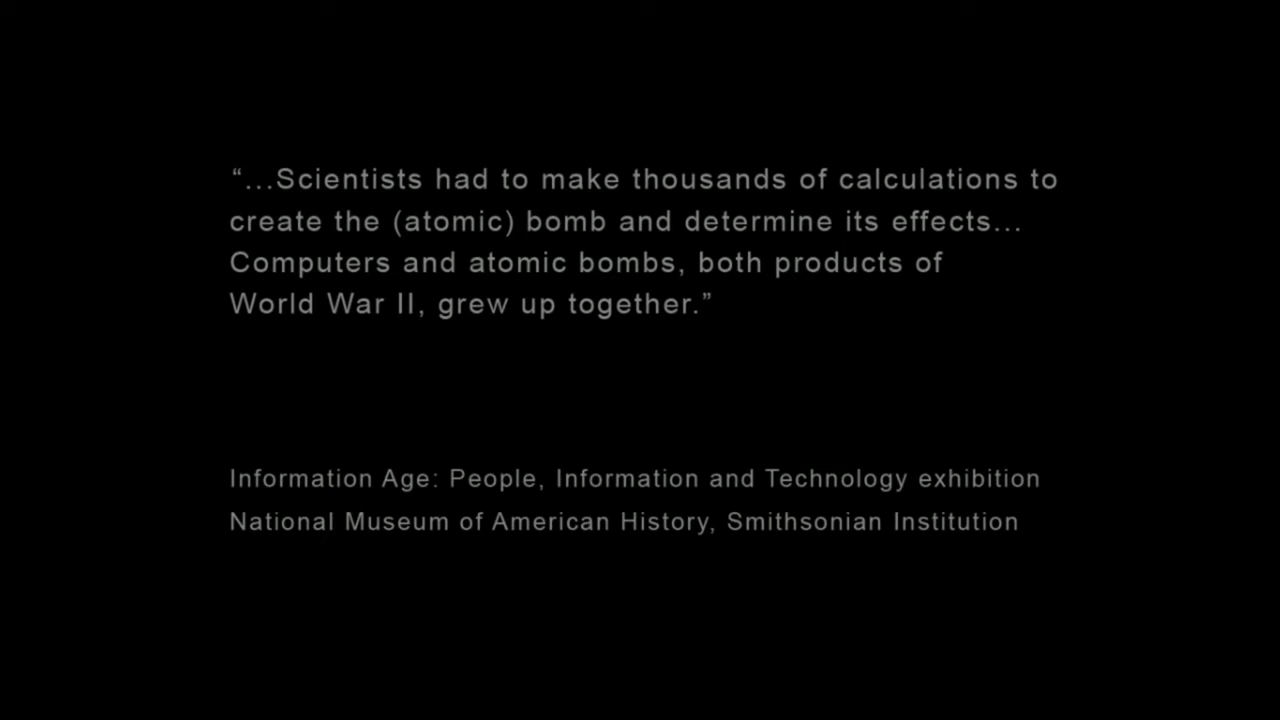 “...Scientists had to make thousands of calculations to
create the (atomic) bomb and determine its effects...
Computers and atomic bombs, both products of
World War II, grew up together.”
Information Age: People, Information and Technology exhibition
National Museum of American History, Smithsonian Institution